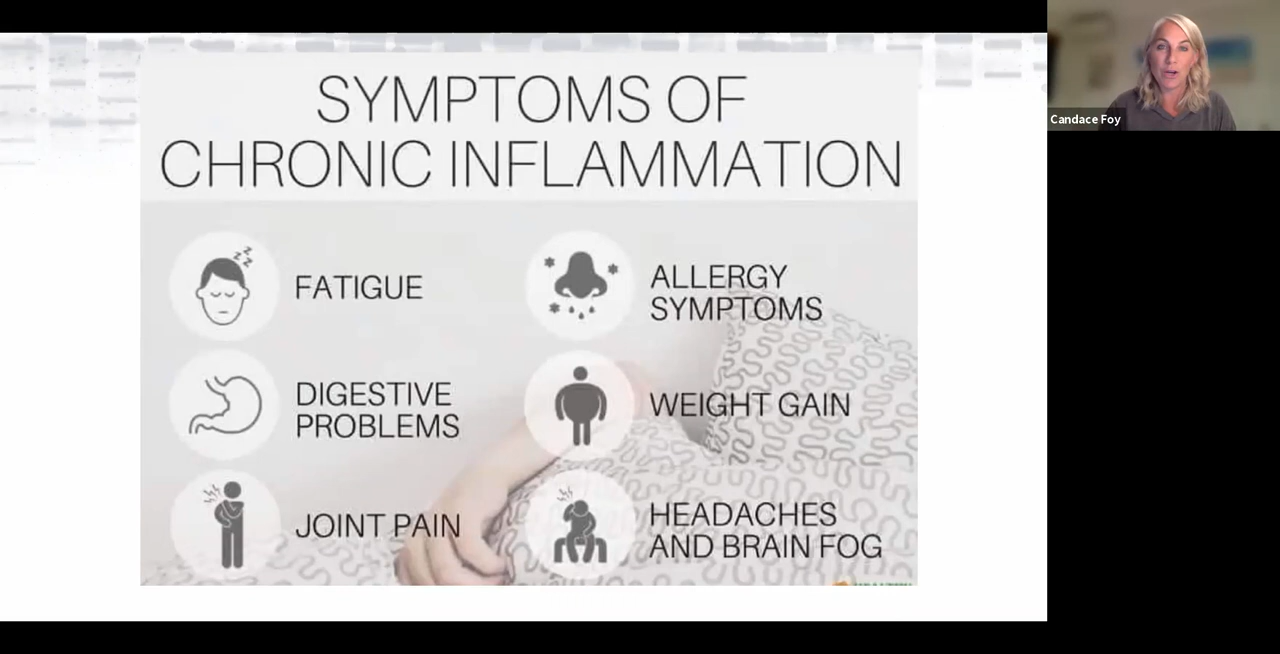 SYMPTOMS OF
CHRONIC INFLAMMATION
FATIGUE
ALLERGY
SYMPTOMS
DIGESTIVE
PROBLEMS
WEIGHT GAIN
JOINT PAIN
HEADACHES
AND BRAIN FOG
Candace Foy